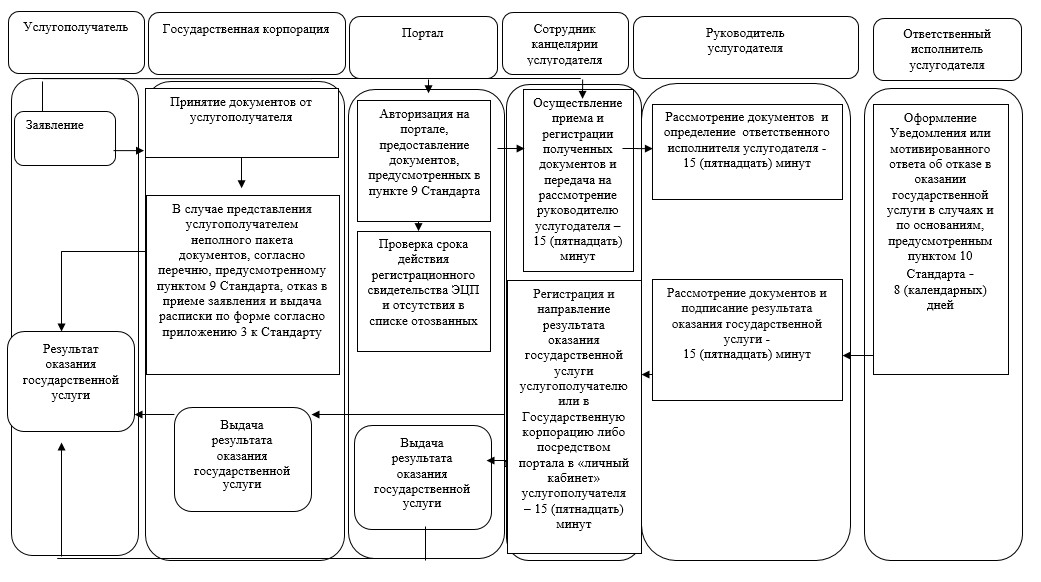 Услугополучатель
Государственная корпорация
Портал
Сотрудник
канцелярии
услугодателя
Руководитель
услугодателя
Ответственный
исполнитель
услугодателя
Заявление
Результат
оказания
государственной
услуги
Принятие документов от
услугополучателя
В случае представления
услугополучателем
неполного пакета
документов, согласно
перечню, предусмотренному
пунктом 9 Стандарта, отказ в
приеме заявления и выдача
расписки по форме согласно
приложению 3 к Стандарту
Выдача
результата
оказания
государственной
услуги
Авторизация на
портале,
предоставление
документов,
предусмотренных в
пункте 9 Стандарта
Проверка срока
действия
регистрационного
свидетельства ЭЦП
и отсутствия в
списке отозванных
Выдача
результата
оказания
государственной
услуги
Осуществление
приема и
регистрации
полученных
документов и
передача на
рассмотрение
руководителю
услугодателя –
15 (пятнадцать)
минут
Регистрация и
направление
результата
оказания
государственной
услуги
услугополучателю
или в
Государственную
корпорацию либо
посредством
портала в «личный
кабинет»
услугополучателя
– 15 (пятнадцать)
минут
Рассмотрение документов и
определение ответственного
исполнителя услугодателя -
15 (пятнадцать) минут
Рассмотрение документов и
подписание результата
оказания государственной
услуги -
15 (пятнадцать) минут
Оформление
Уведомления или
мотивированного
ответа об отказе в
оказании
государственной
услуги в случаях и
по основаниям,
предусмотренным
пунктом 10
Стандарта -
8 (календарных)
дней